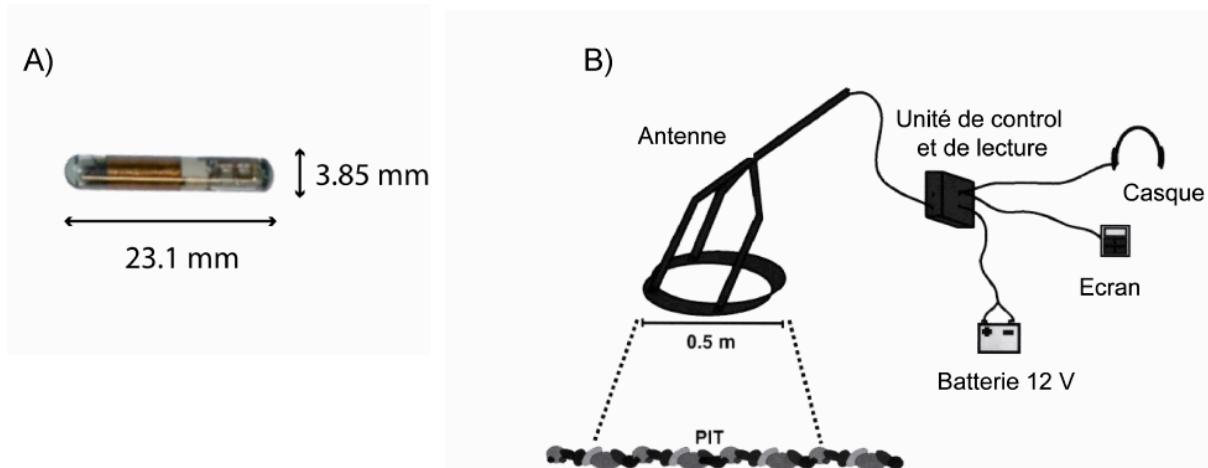 A)
3.85 mm
23.1 mm
B)
Antenne
Unité de control
et de lecture
Casque
Ecran
0.5 m
Batterie 12 V
PIT